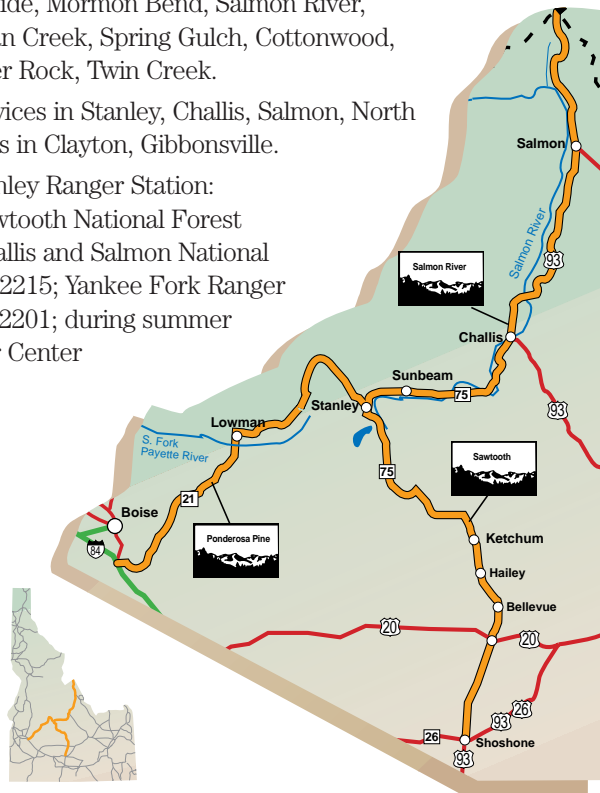 ide, Mormon Bend, Salmon River,
n Creek, Spring Gulch, Cottonwood,
er Rock, Twin Creek.
vices in Stanley, Challis, Salmon, North
s in Clayton, Gibbonsville.
nley Ranger Station:
wtooth National Forest
allis and Salmon National
2215; Yankee Fork Ranger
2201; during summer
r Center
Salmon
Salmon River
93
Salmon River
Challis
Sunbeam
75
Stanley
93
Lowman
S. Fork
Payette River
75
Sawtooth
21
Boise
84
Ponderosa Pine
Ketchum
Hailey
Bellevue
20
20
26
93
26
Shoshone
93